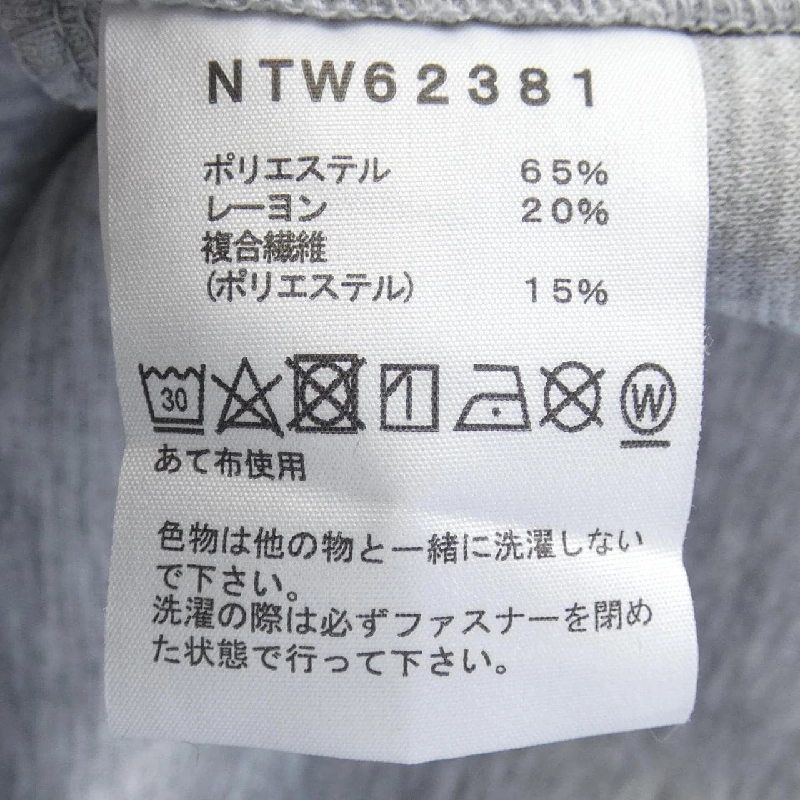 NTW62381
ポリエステル 65%
レーヨン 20%
複合繊維
(ポリエステル) 15%
30 W
あて布使用
色物は他の物と一緒に洗濯しない
で下さい。
洗濯の際は必ずファスナーを閉め
た状態で行って下さい。